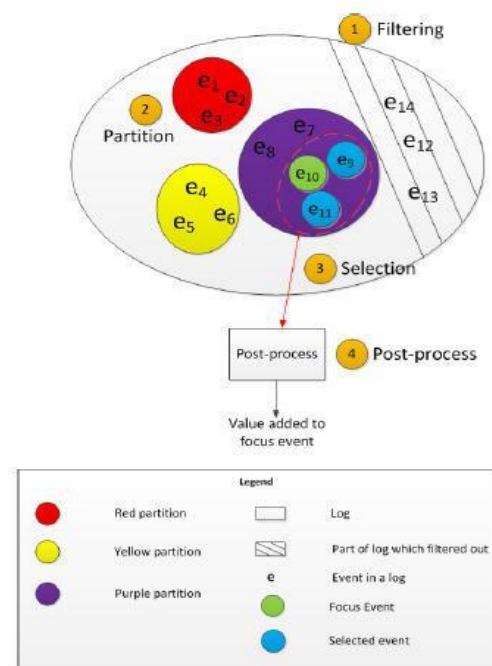 1 Filtering
e1
e2
e3
2
Partition
e14
e7
e8
e12
e9
e10
e13
e11
e4
e5
e6
3 Selection
Post-process
4 Post-process
Value added to
focus event
Legend
Red partition
Log
Yellow partition
Part of log which filtered out
e Event in a log
Purple partition
Focus Event
Selected event